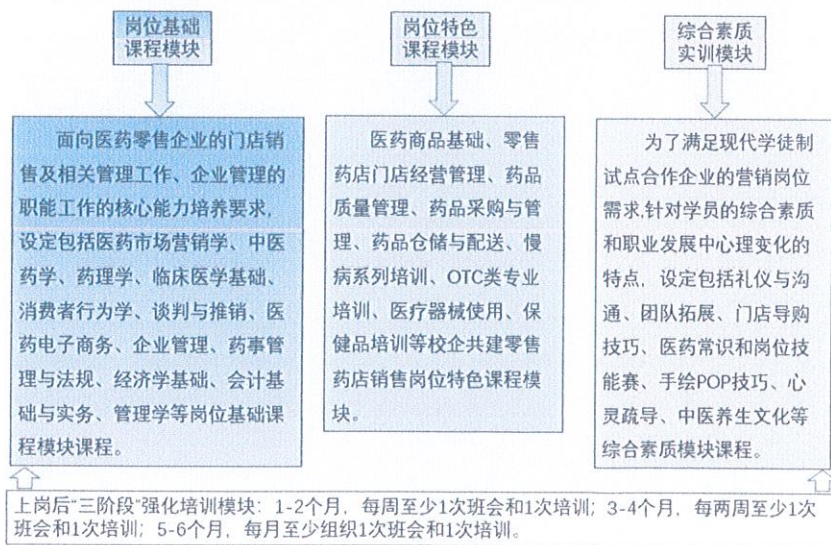 岗位基础
课程模块
岗位特色
课程模块
综合素质
实训模块
面向医药零售企业的门店销
售及相关管理工作、企业管理的
职能工作的核心能力培养要求,
设定包括医药市场营销学、中医
药学、药理学、临床医学基础、
消费者行为学、谈判与推销、医
药电子商务、企业管理、药事管
理与法规、经济学基础、会计基
础与实务、管理学等岗位基础课
程模块课程。
医药商品基础、零售
药店门店经营管理、药品
质量管理、药品采购与管
理、药品仓储与配送、慢
病系列培训、OTC类专业
培训、医疗器械使用、保
健品培训等校企共建零售
药店销售岗位特色课程模
块。
为了满足现代学徒制
试点合作企业的营销岗位
需求,针对学员的综合素质
和职业发展中心理变化的
特点，设定包括礼仪与沟
通、团队拓展、门店导购
技巧、医药常识和岗位技
能赛、手绘POP技巧、心
灵疏导、中医养生文化等
综合素质模块课程。
上岗后“三阶段”强化培训模块：1-2个月，每周至少1次班会和1次培训；3-4个月，每两周至少1次
班会和1次培训；5-6个月，每月至少组织1次班会和1次培训。